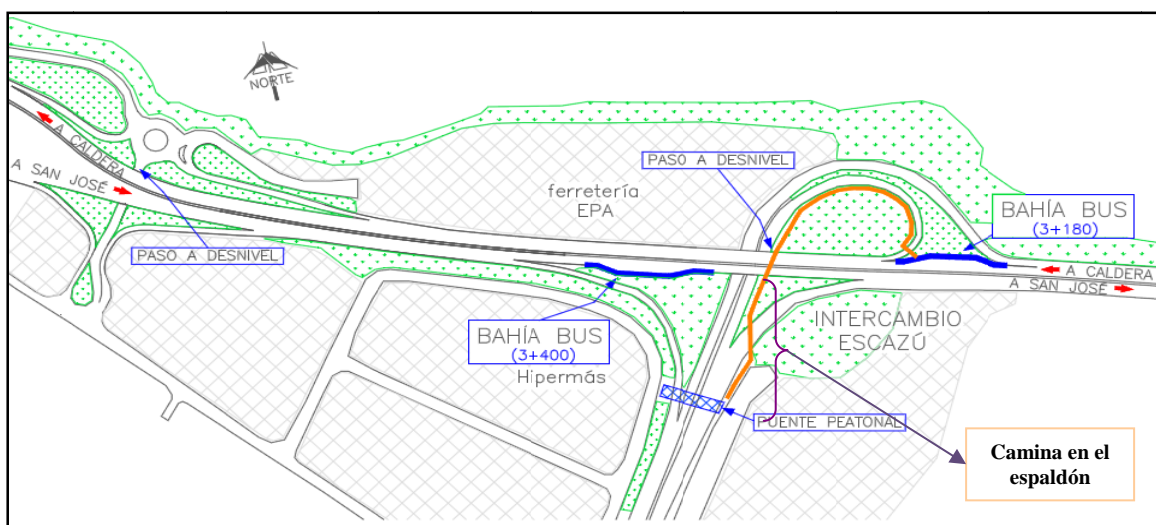 NORTE
A CALDERA
A SAN JOSÉ
PASO A DESNIVEL
ferretería
EPA
PASO A DESNIVEL
BAHÍA BUS
(3+180)
A CALDERA
A SAN JOSÉ
BAHÍA BUS
(3+400)
Hipermás
INTERCAMBIO
ESCAZÚ
PUENTE PEATONAL
Camina en el
espaldón